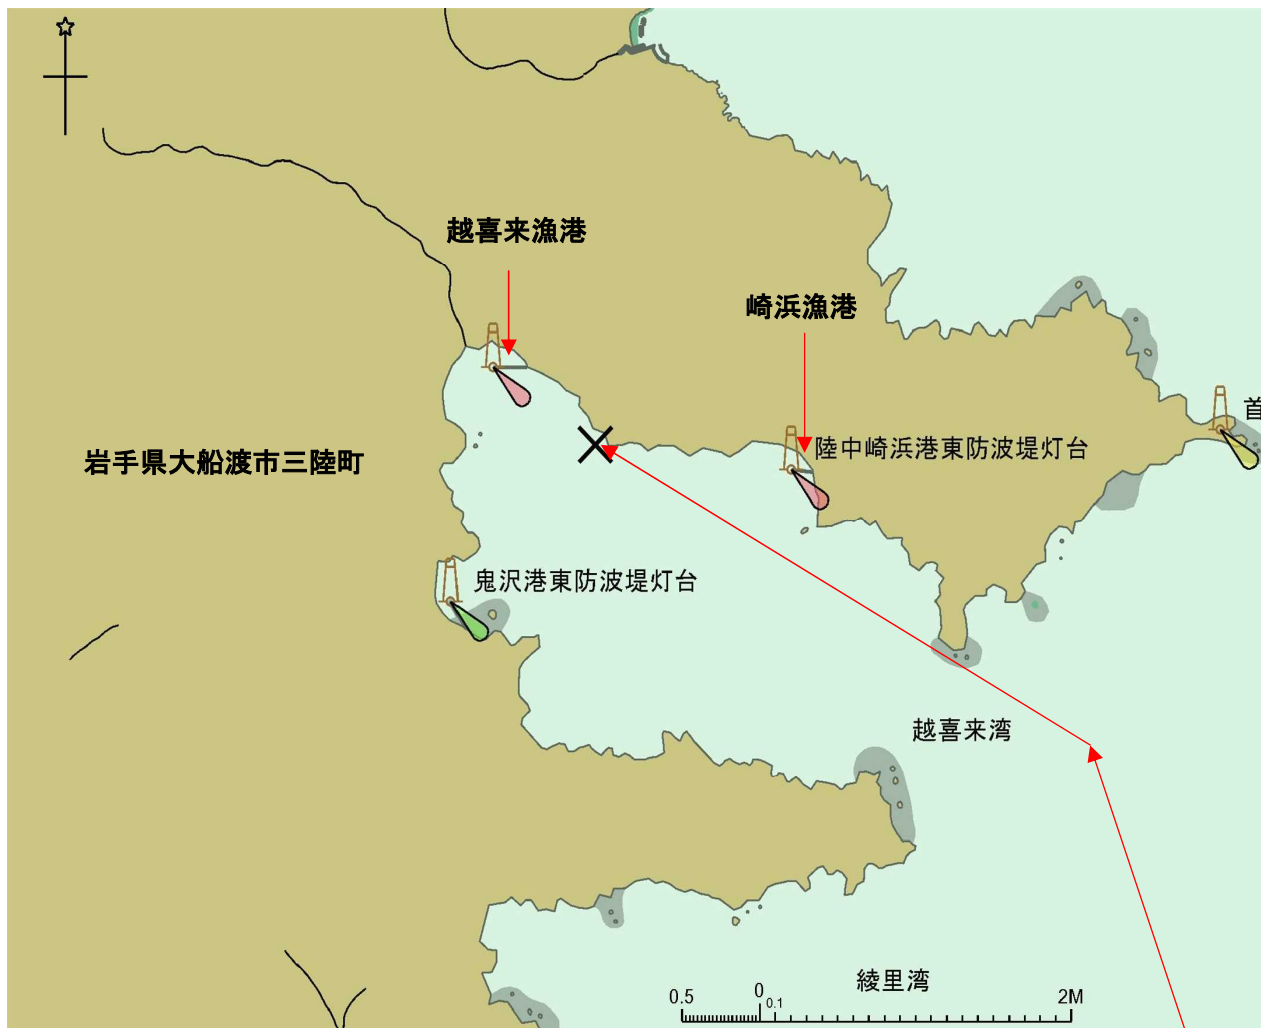 越喜来漁港
崎浜漁港
首
陸中崎浜港東防波堤灯台
岩手県大船渡市三陸町
鬼沢港東防波堤灯台
越喜来湾
綾里湾
0.5
0
0.1
2M